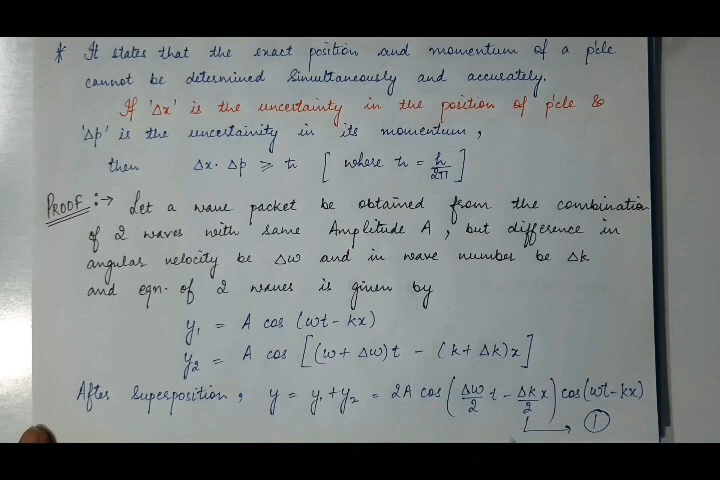 * It states that the exact position and momentum of a p'cle
cannot be determined simultaneously and accurately.
If 'Δx' is the uncertainty in the position of p'cle &
'Δp' is the uncertainity in its momentum,
then Δx. Δp ⩾ ħ [where ħ = h/2π]
PROOF :→ Let a wave packet be obtained from the combination
of 2 waves with same Amplitude A, but difference in
angular velocity be Δω and in wave number be Δk
and eqn. of 2 waves is given by
y₁ = A cos (ωt - kx)
y₂ = A cos [(ω + Δω)t - (k + Δk)x]
After Superposition, y = y₁ + y₂ = 2A cos(Δω/2 t - Δk/2 x) cos(ωt - kx)
①